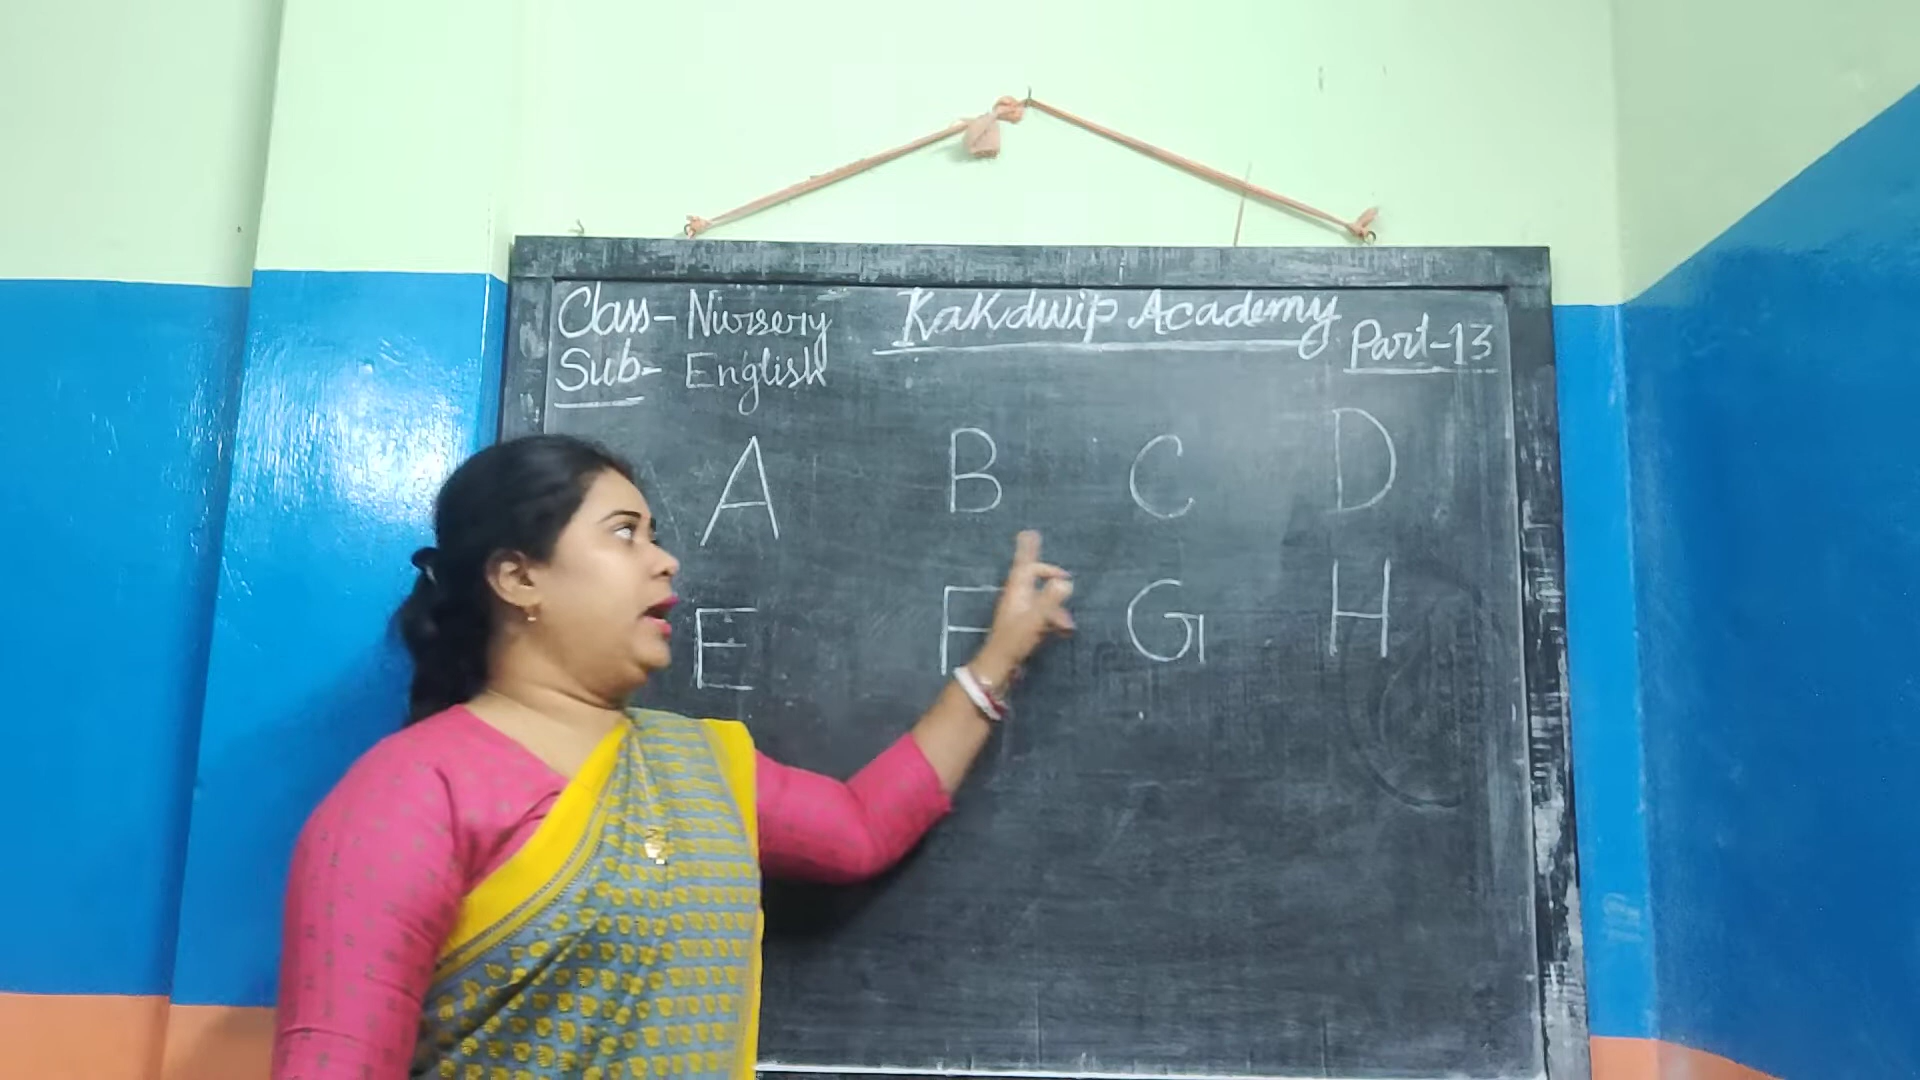 Class- Nursery Kakdwip Academy Part-13
Sub- English
A B C D
E F G H